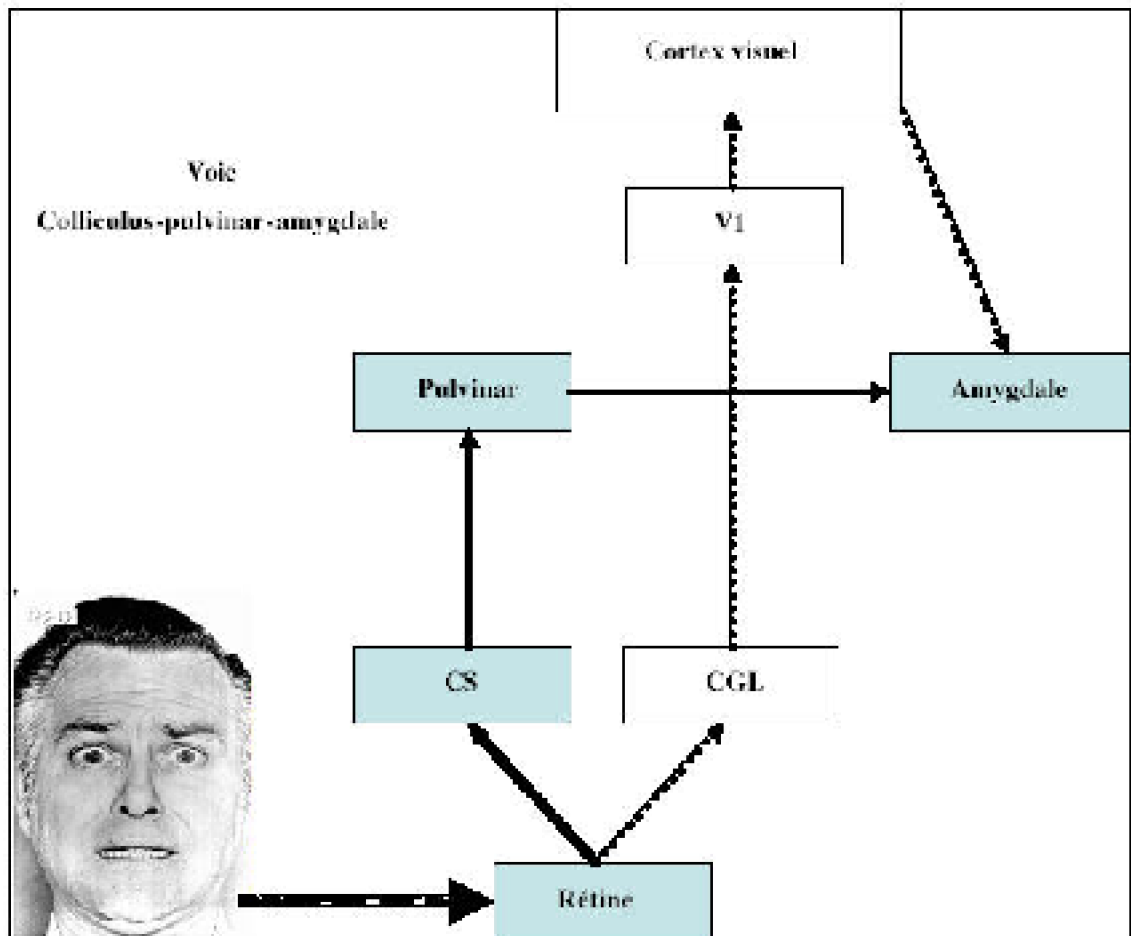 Cortex visuel
Voie
Colliculus-pulvinar-amygdale
V1
Pulvinar
Amygdale
CS
CGL
Rétine